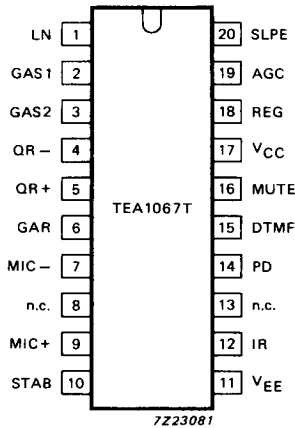 LN 1 20 SLPE
GAS1 2 19 AGC
GAS2 3 18 REG
QR− 4 17 VCC
QR+ 5 16 MUTE
TEA1067T
GAR 6 15 DTMF
MIC− 7 14 PD
n.c. 8 13 n.c.
MIC+ 9 12 IR
STAB 10 11 VEE
7Z23081